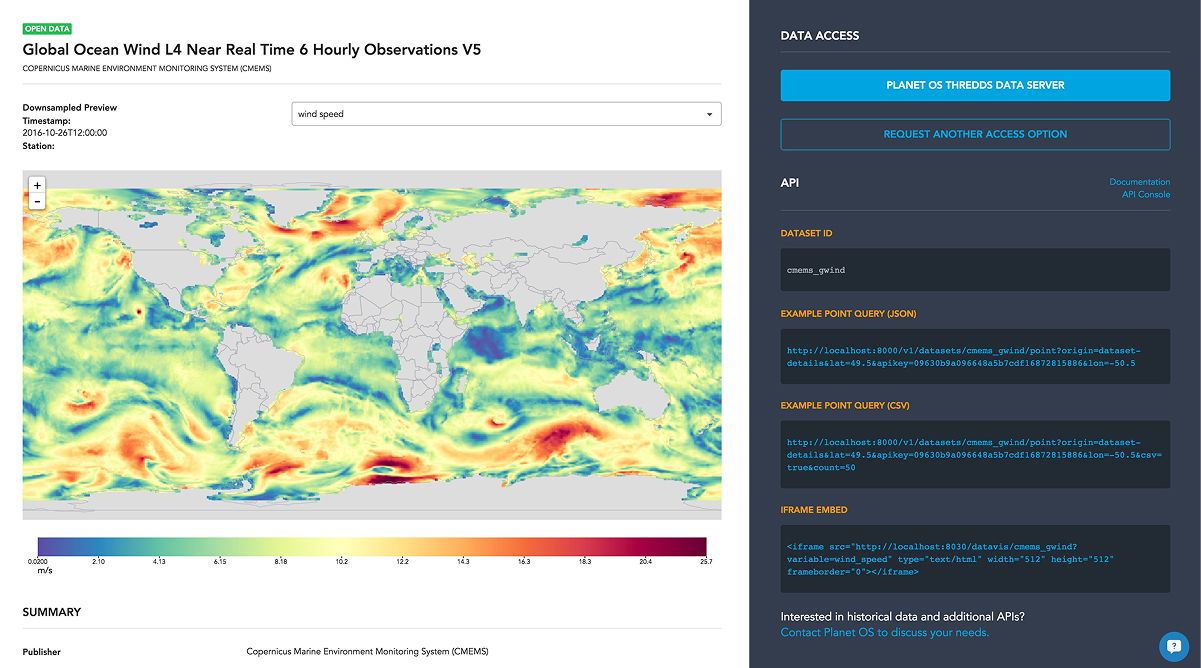 OPEN DATA
Global Ocean Wind L4 Near Real Time 6 Hourly Observations V5
COPERNICUS MARINE ENVIRONMENT MONITORING SYSTEM (CMEMS)
Downsampled Preview
Timestamp:
2016-10-26T12:00:00
Station:
wind speed
+
-
0.0200 2.10 4.13 6.15 8.18 10.2 12.2 14.3 16.3 18.3 20.4 25.7
m/s
SUMMARY
Publisher
Copernicus Marine Environment Monitoring System (CMEMS)
DATA ACCESS
PLANET OS THREDDS DATA SERVER
REQUEST ANOTHER ACCESS OPTION
API
Documentation
API Console
DATASET ID
cmems_gwind
EXAMPLE POINT QUERY (JSON)
http://localhost:8000/v1/datasets/cmems_gwind/point?origin=dataset-
details&lat=49.5&apikey=09630b9a096648a5b7cdf16872815886&lon=-50.5
EXAMPLE POINT QUERY (CSV)
http://localhost:8000/v1/datasets/cmems_gwind/point?origin=dataset-
details&lat=49.5&apikey=09630b9a096648a5b7cdf16872815886&lon=-50.5&csv=
true&count=50
IFRAME EMBED
<iframe src="http://localhost:8030/datavis/cmems_gwind?
variable=wind_speed" type="text/html" width="512" height="512"
frameborder="0"></iframe>
Interested in historical data and additional APIs?
Contact Planet OS to discuss your needs.
?